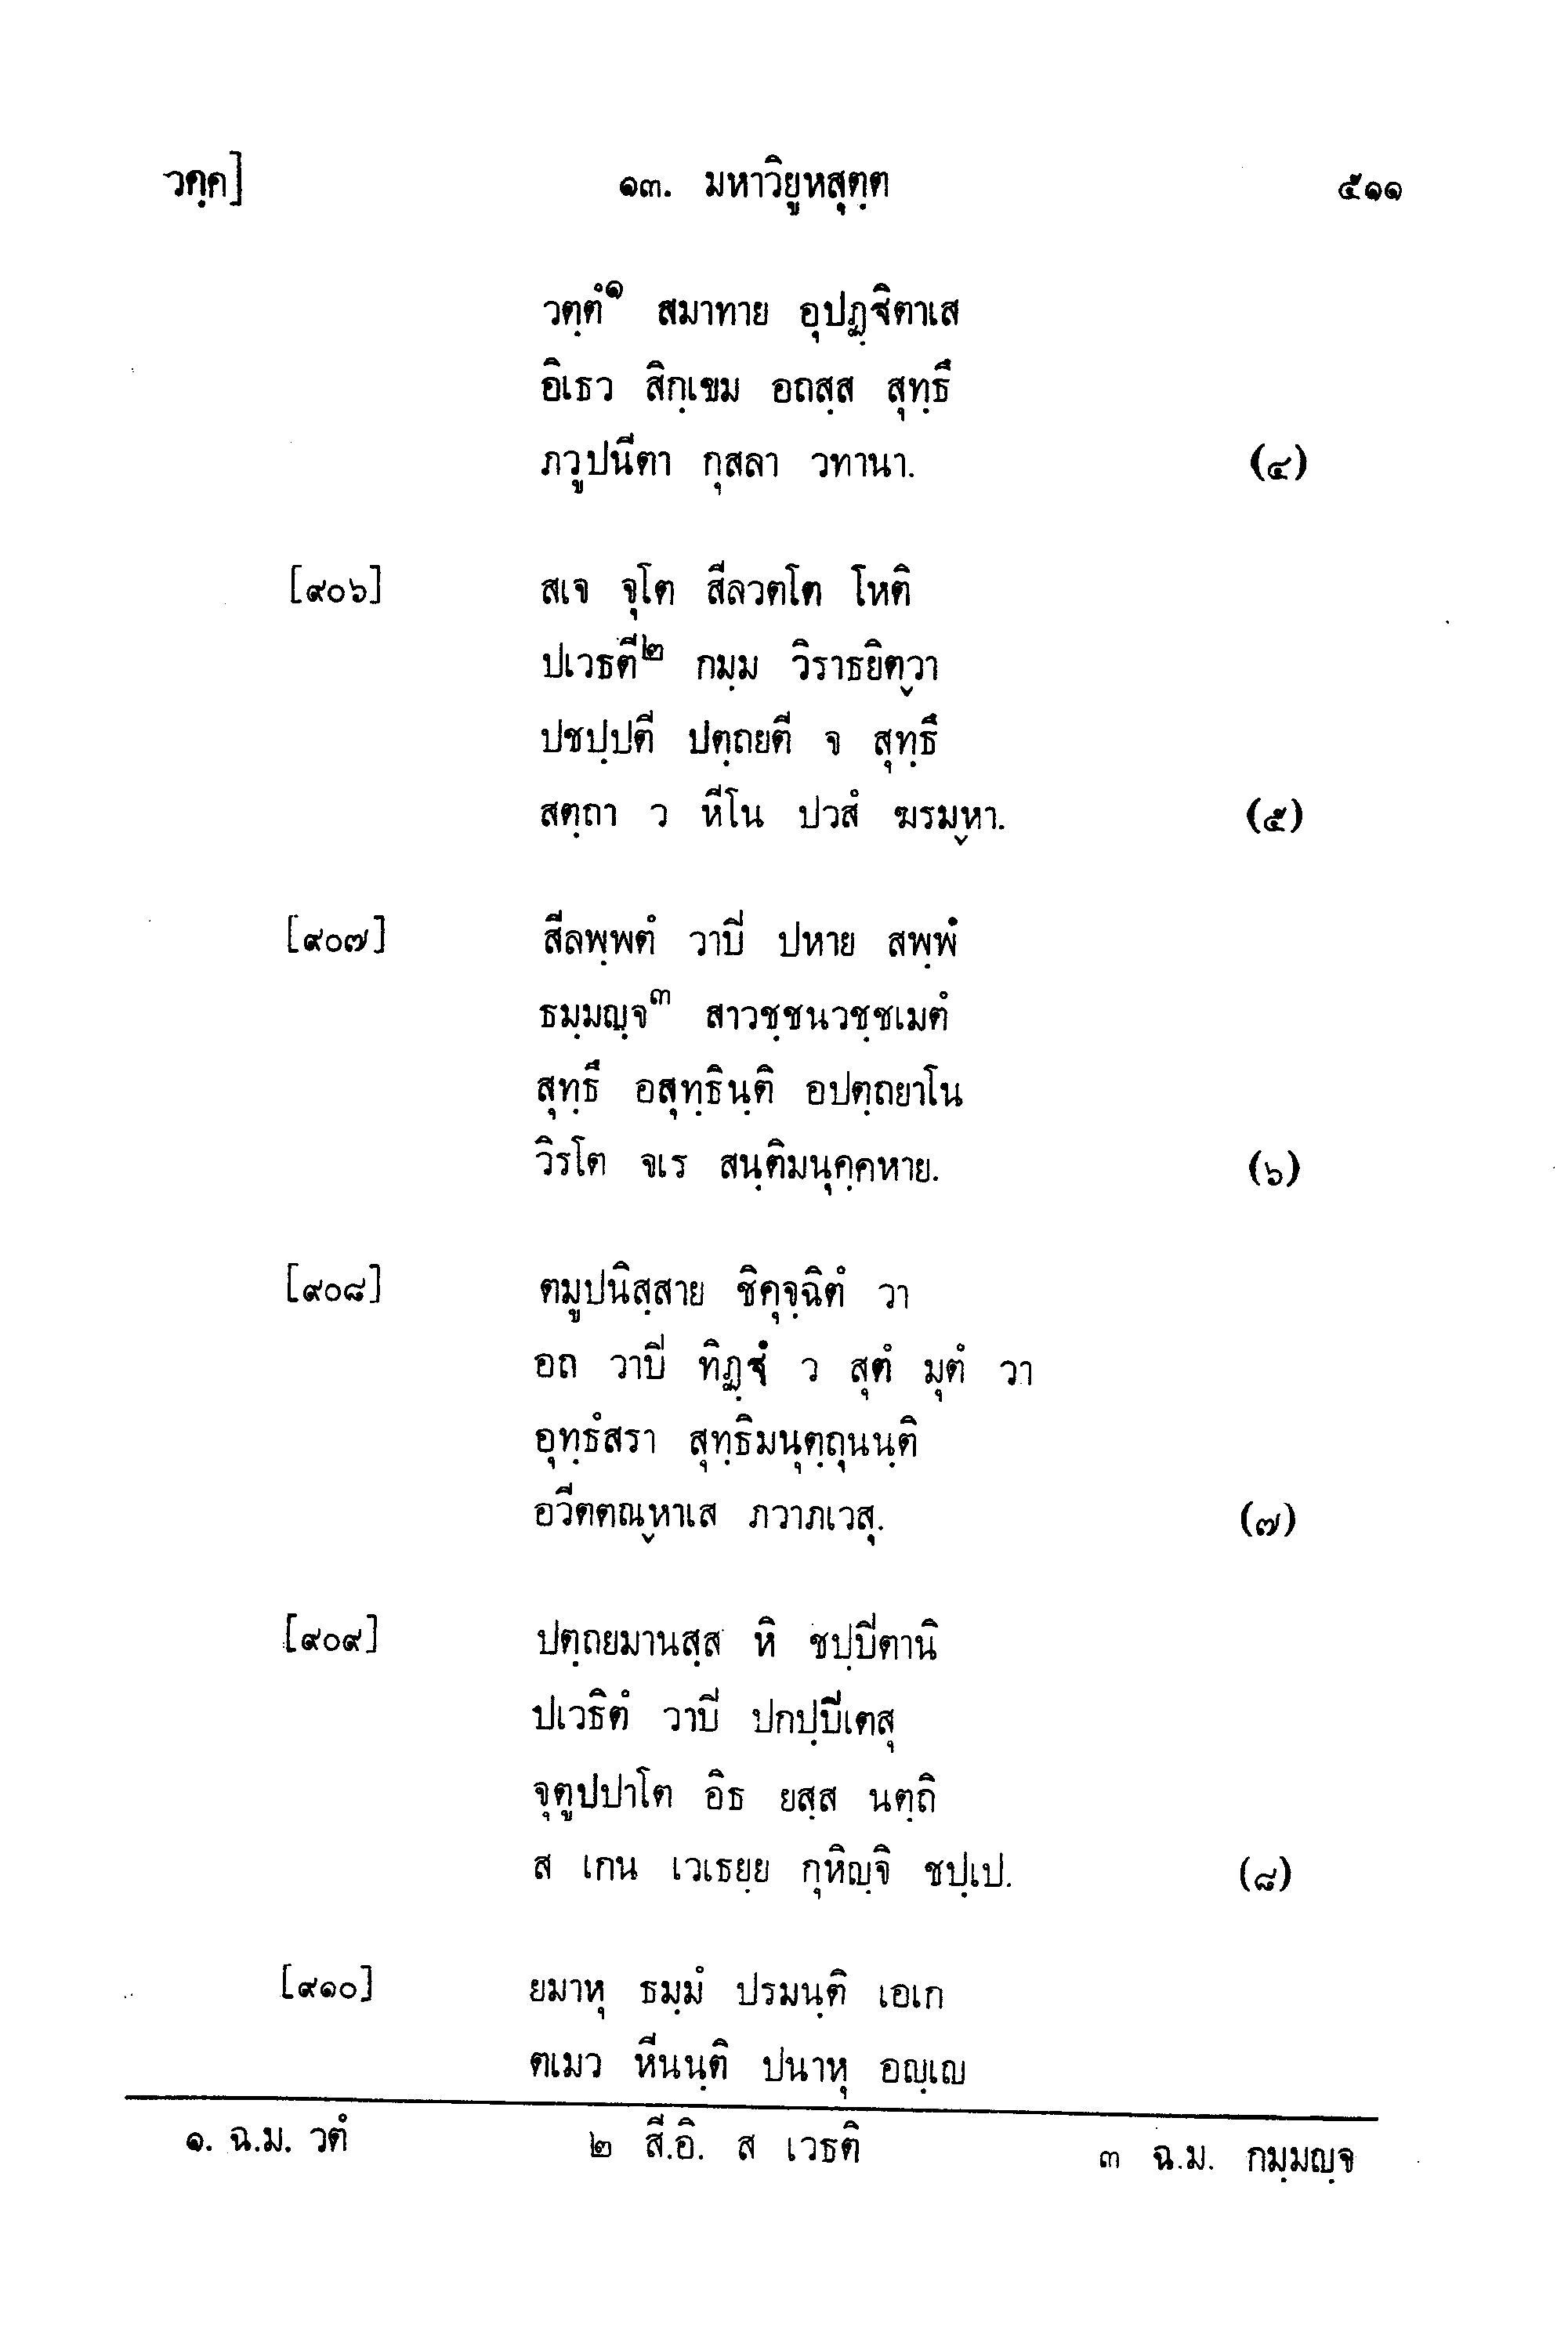 วคฺค] ๑๓. มหาวิยูหสุตฺต ๕๑๑
วตฺตํ๑ สมาทาย อุปฏฺฐิตาเส
อิเธว สิกฺเขม อถสฺส สุทฺธึ
ภวูปนีตา กุสลา วทานา. (๔)
[๙๐๖] สเจ จุโต สีลวตโต โหติ
ปเวธตี๒ กมฺม วิราธยิตฺวา
ปชปฺปตี ปตฺถยตี จ สุทฺธึ
สตฺถา ว หีโน ปวสํ ฆรมฺหา. (๕)
[๙๐๗] สีลพฺพตํ วาปิ ปหาย สพฺพํ
ธมฺมญฺจ๓ สาวชฺชนวชฺชเมตํ
สุทฺธึ อสุทฺธินฺติ อปตฺถยาโน
วิรโต จเร สนฺติมนุคฺคหาย. (๖)
[๙๐๘] ตมูปนิสฺสาย ชิคุจฺฉิตํ วา
อถ วาปิ ทิฏฺฐํ ว สุตํ มุตํ วา
อุทฺธํสรา สุทฺธิมนุตฺถุนนฺติ
อวีตตณฺหาเส ภวาภเวสุ. (๗)
[๙๐๙] ปตฺถยมานสฺส หิ ชปฺปิตานิ
ปเวธิตํ วาปิ ปกปฺปิเตสุ
จุตูปปาโต อิธ ยสฺส นตฺถิ
ส เกน เวเธยฺย กุหิญฺจิ ชปฺเป. (๘)
[๙๑๐] ยมาหุ ธมฺมํ ปรมนฺติ เอเก
ตเมว หีนนฺติ ปนาหุ อญฺเญ
๑. ฉ.ม. วตํ ๒ สี.อิ. ส เวธติ ๓ ฉ.ม. กมฺมญฺจ